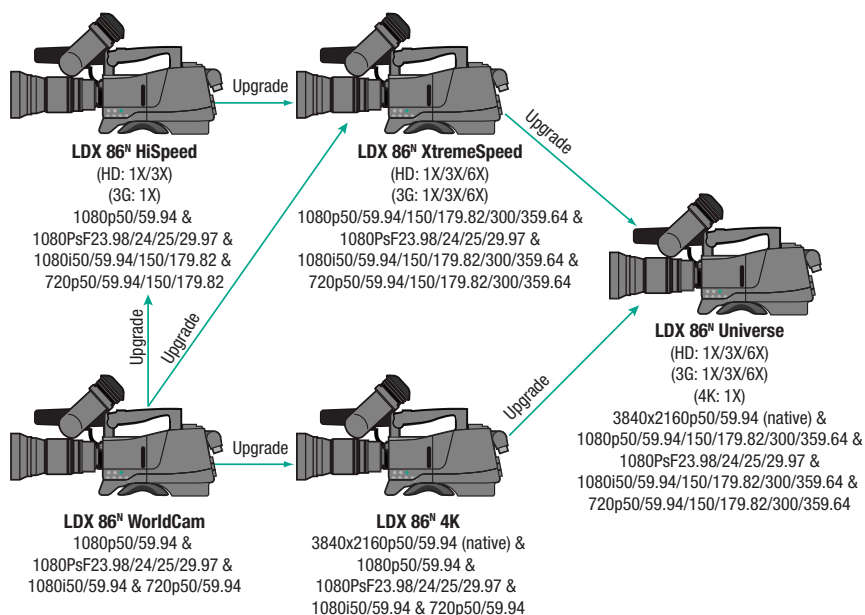 Upgrade
LDX 86ᴺ HiSpeed
(HD: 1X/3X)
(3G: 1X)
1080p50/59.94 &
1080PsF23.98/24/25/29.97 &
1080i50/59.94/150/179.82 &
720p50/59.94/150/179.82
LDX 86ᴺ XtremeSpeed
(HD: 1X/3X/6X)
(3G: 1X/3X/6X)
1080p50/59.94/150/179.82/300/359.64 &
1080PsF23.98/24/25/29.97 &
1080i50/59.94/150/179.82/300/359.64 &
720p50/59.94/150/179.82/300/359.64
Upgrade
LDX 86ᴺ Universe
(HD: 1X/3X/6X)
(3G: 1X/3X/6X)
(4K: 1X)
3840x2160p50/59.94 (native) &
1080p50/59.94/150/179.82/300/359.64 &
1080PsF23.98/24/25/29.97 &
1080i50/59.94/150/179.82/300/359.64 &
720p50/59.94/150/179.82/300/359.64
Upgrade
Upgrade
Upgrade
Upgrade
LDX 86ᴺ WorldCam
1080p50/59.94 &
1080PsF23.98/24/25/29.97 &
1080i50/59.94 & 720p50/59.94
LDX 86ᴺ 4K
3840x2160p50/59.94 (native) &
1080p50/59.94 &
1080PsF23.98/24/25/29.97 &
1080i50/59.94 & 720p50/59.94